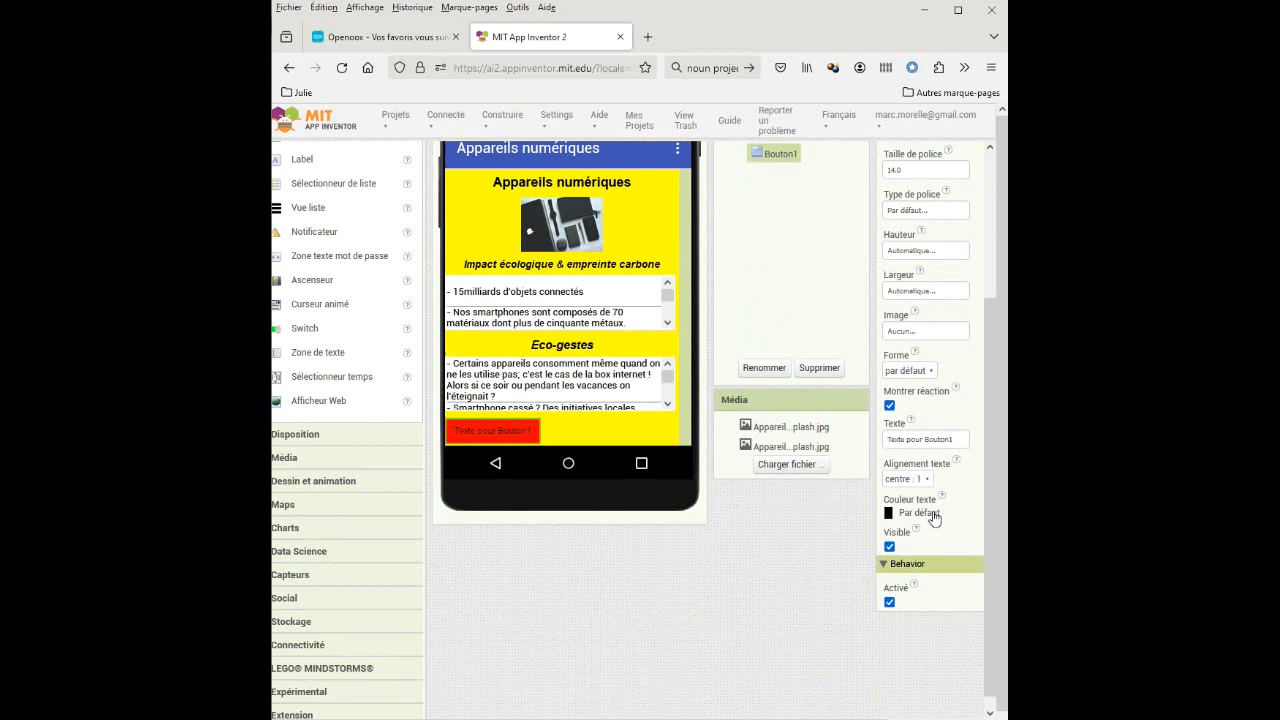 Fichier Édition Affichage Historique Marque-pages Outils Aide
Openoox - Vos favoris vous sui
MIT App Inventor 2
https://ai2.appinventor.mit.edu/?locale=
noun projec
Julie
Autres marque-pages
MIT
APP INVENTOR
Projets
Connecte
Construire
Settings
Aide
Mes
Projets
View
Trash
Guide
Reporter
un
problème
Français
marc.morelle@gmail.com
Label
Sélectionneur de liste
Vue liste
Notificateur
Zone texte mot de passe
Ascenseur
Curseur animé
Switch
Zone de texte
Sélectionneur temps
Afficheur Web
Disposition
Média
Dessin et animation
Maps
Charts
Data Science
Capteurs
Social
Stockage
Connectivité
LEGO® MINDSTORMS®
Expérimental
Extension
Appareils numériques
Appareils numériques
Impact écologique & empreinte carbone
- 15milliards d'objets connectés
- Nos smartphones sont composés de 70
matériaux dont plus de cinquante métaux.
Eco-gestes
- Certains appareils consomment même quand on
ne les utilise pas; c'est le cas de la box internet !
Alors si ce soir ou pendant les vacances on
l'éteignait ?
- Smartphone cassé ? Des initiatives locales
Texte pour Bouton1
Bouton1
Renommer
Supprimer
Média
Appareil...plash.jpg
Appareil...plash.jpg
Charger fichier ...
Taille de police
14.0
Type de police
Par défaut...
Hauteur
Automatique...
Largeur
Automatique...
Image
Aucun...
Forme
par défaut
Montrer réaction
Texte
Texte pour Bouton1
Alignement texte
centre : 1
Couleur texte
Par défaut
Visible
Behavior
Activé